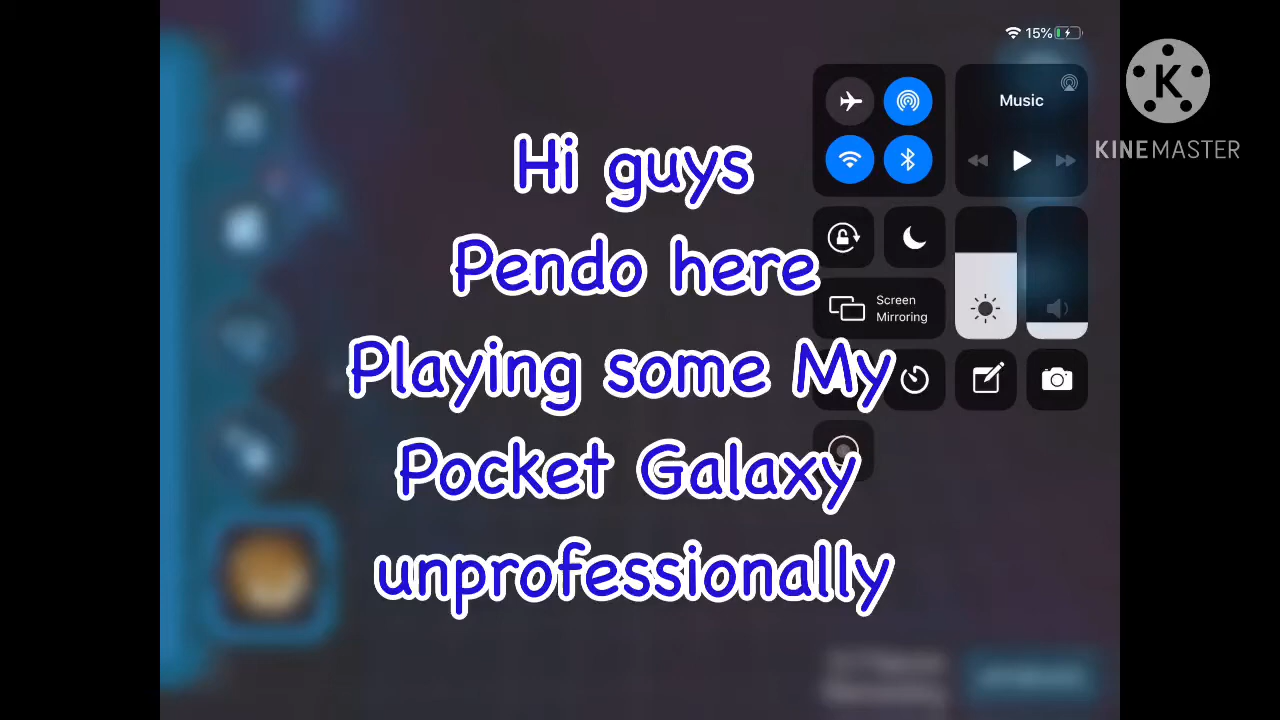 15%
KINEMASTER
K
Music
Hi guys
Pendo here
Screen
Mirroring
Playing some My
Pocket Galaxy
unprofessionally